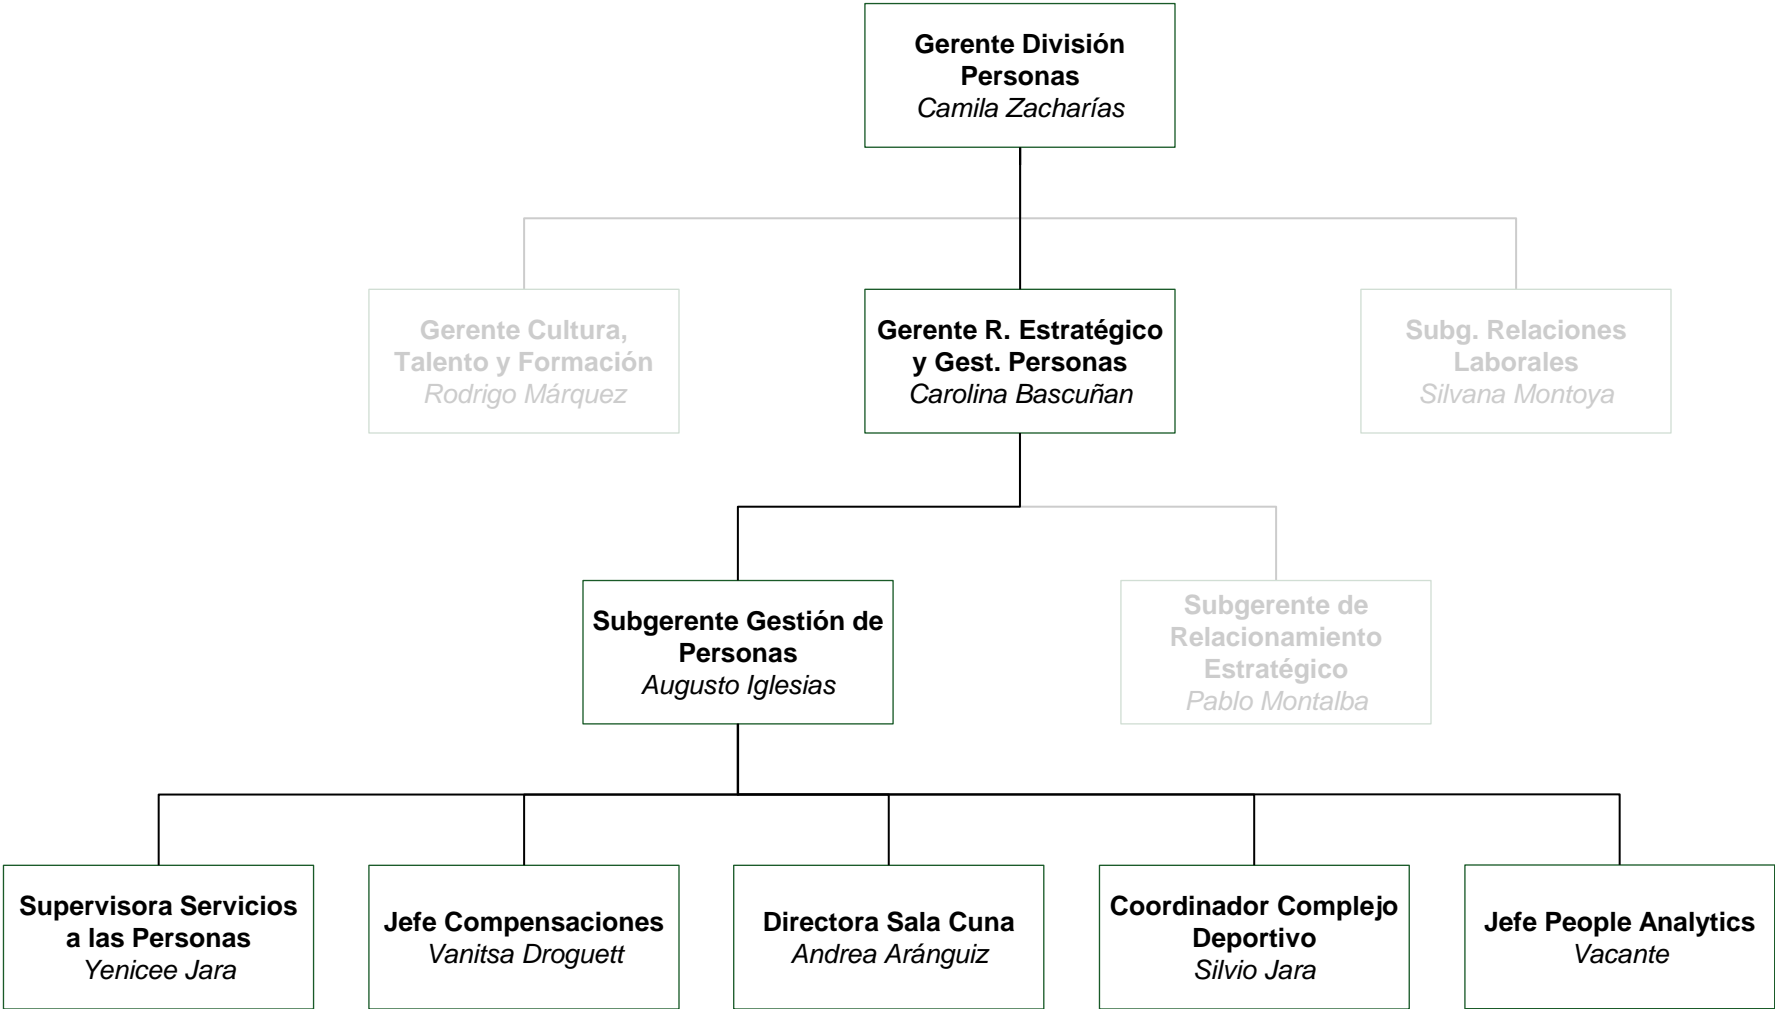 Gerente División
Personas
Camila Zacharías
Gerente Cultura,
Talento y Formación
Rodrigo Márquez
Gerente R. Estratégico
y Gest. Personas
Carolina Bascuñan
Subg. Relaciones
Laborales
Silvana Montoya
Subgerente Gestión de
Personas
Augusto Iglesias
Subgerente de
Relacionamiento
Estratégico
Pablo Montalba
Supervisora Servicios
a las Personas
Yenicee Jara
Jefe Compensaciones
Vanitsa Droguett
Directora Sala Cuna
Andrea Aránguiz
Coordinador Complejo
Deportivo
Silvio Jara
Jefe People Analytics
Vacante